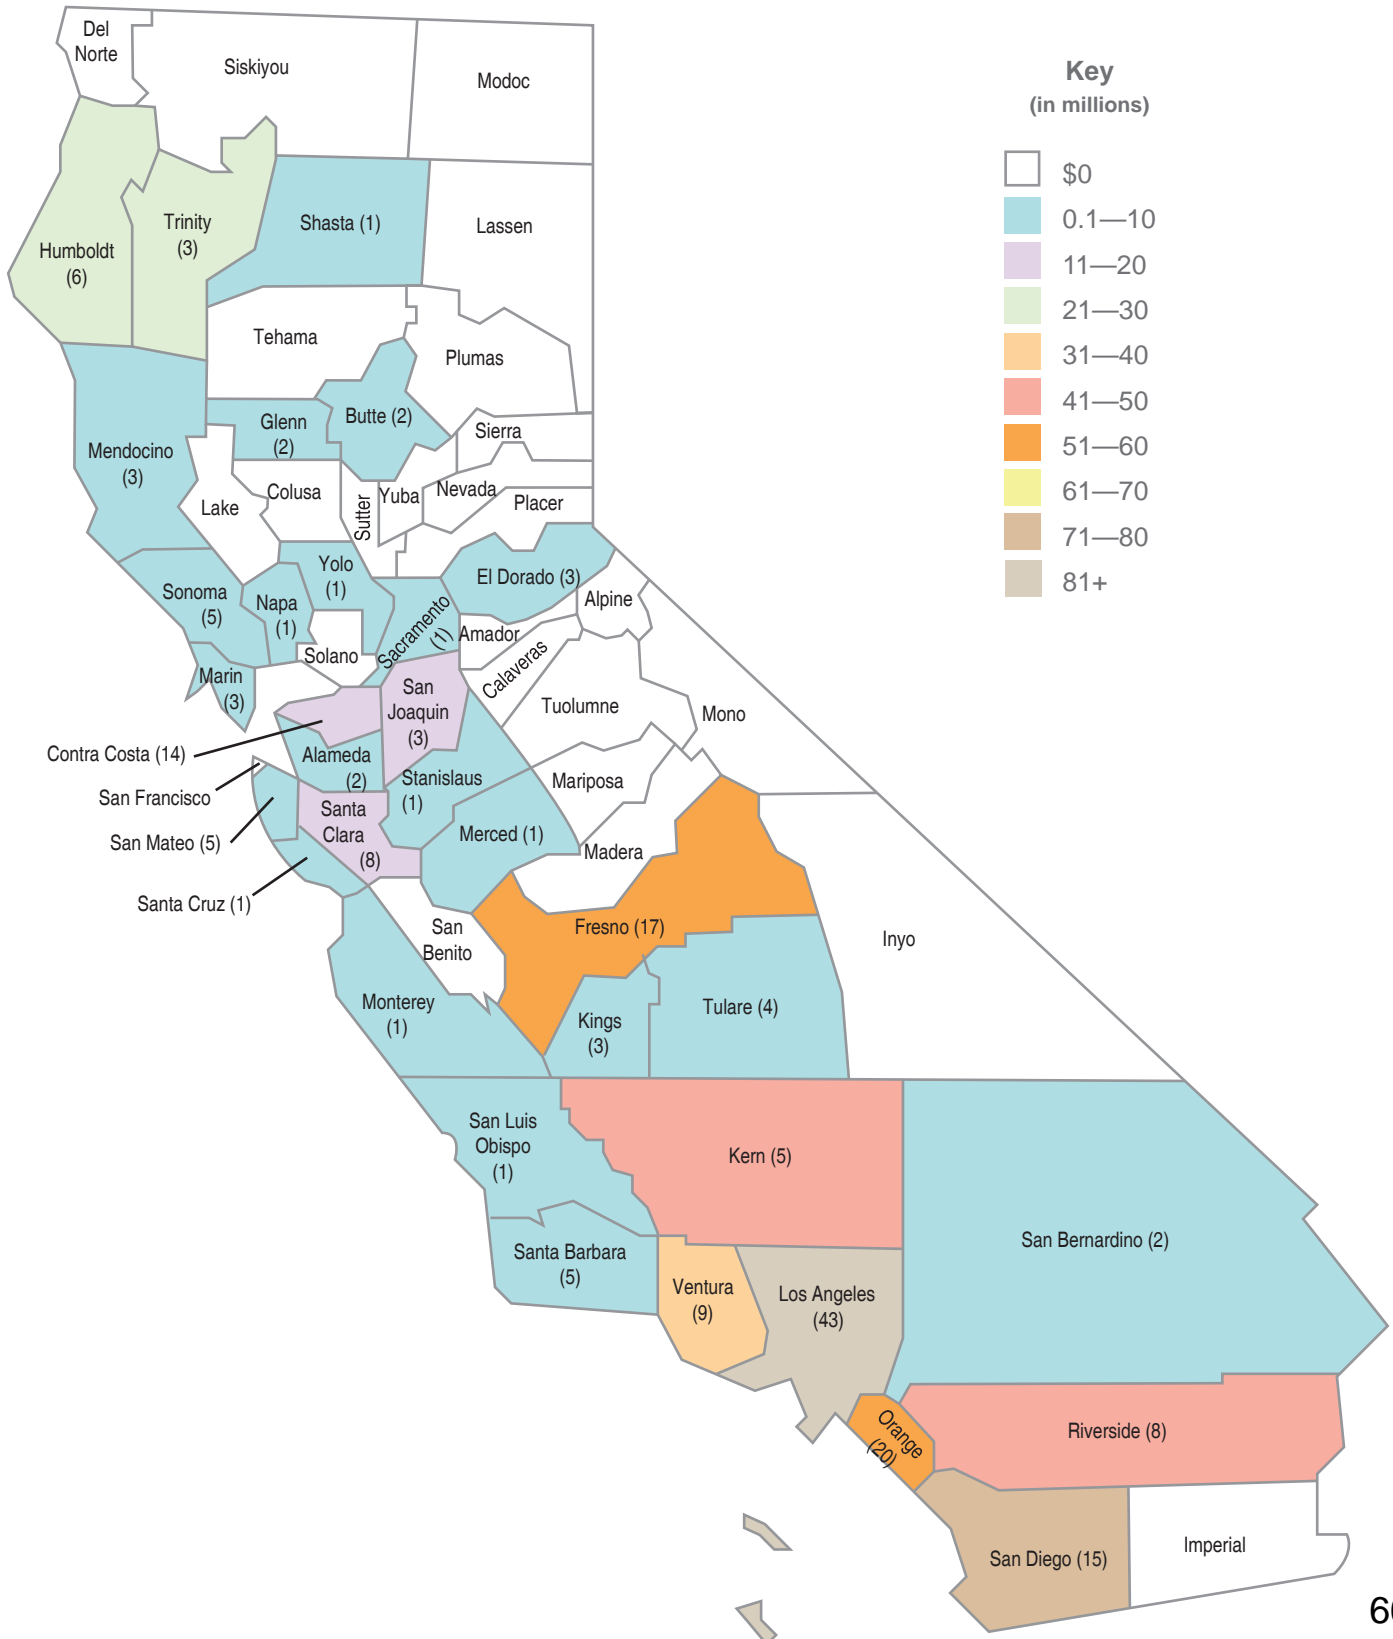 Del
Norte
Siskiyou
Modoc
Key
(in millions)
$0
0.1—10
11—20
21—30
31—40
41—50
51—60
61—70
71—80
81+
Humboldt
(6)
Trinity
(3)
Shasta (1)
Lassen
Tehama
Plumas
Mendocino
(3)
Glenn
(2)
Butte (2)
Sierra
Lake
Colusa
Sutter
Yuba
Nevada
Placer
Sonoma
(5)
Napa
(1)
Yolo
(1)
Sacramento
(1)
El Dorado (3)
Alpine
Amador
Solano
Marin
(3)
Calaveras
San
Joaquin
(3)
Tuolumne
Mono
Contra Costa (14)
Alameda
(2)
Stanislaus
(1)
Mariposa
San Francisco
Santa
Clara
(8)
Merced (1)
San Mateo (5)
Madera
Santa Cruz (1)
San
Benito
Fresno (17)
Inyo
Monterey
(1)
Kings
(3)
Tulare (4)
San Luis
Obispo
(1)
Kern (5)
San Bernardino (2)
Santa Barbara
(5)
Ventura
(9)
Los Angeles
(43)
Orange
(20)
Riverside (8)
San Diego (15)
Imperial